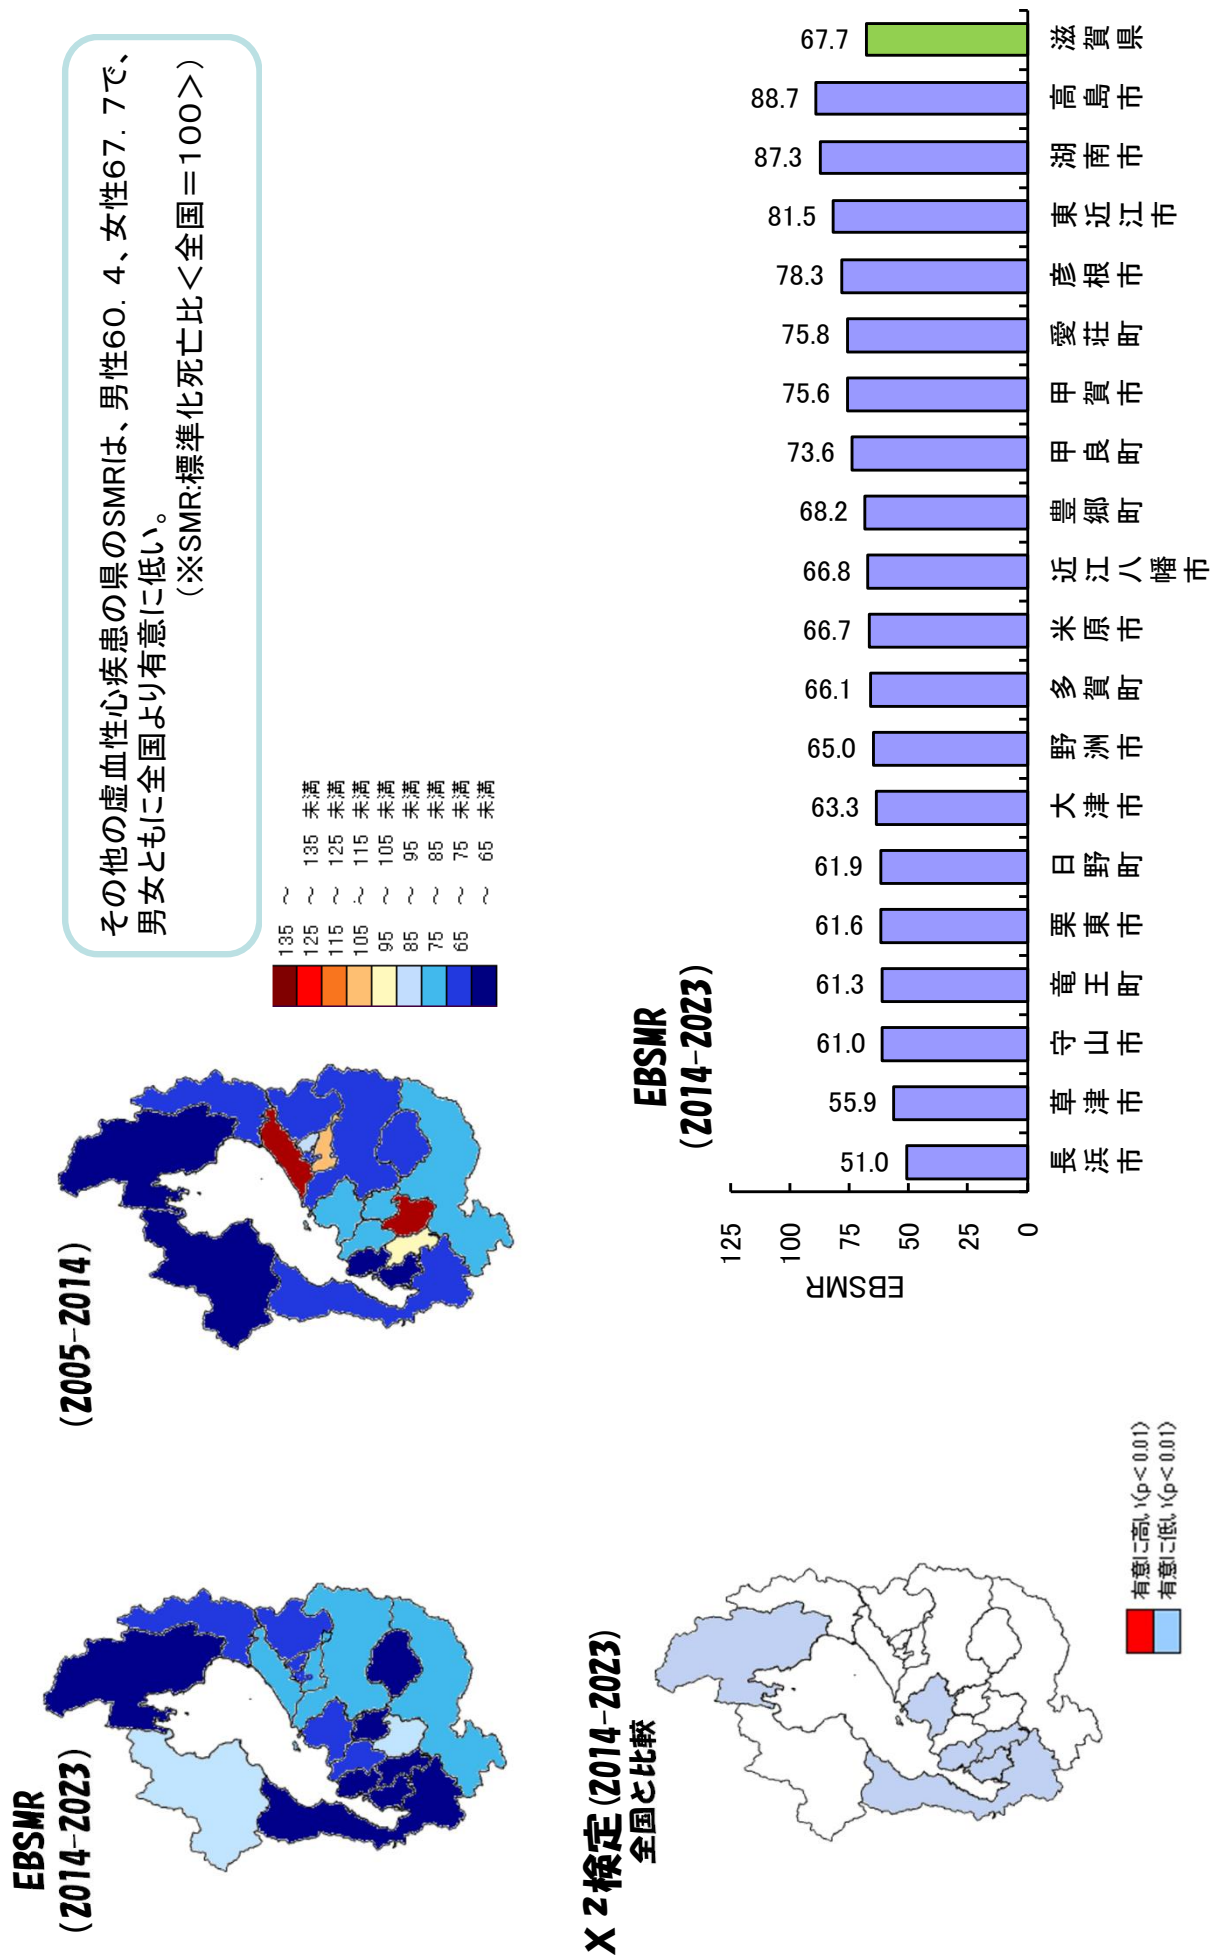 EBSMR
(2014-2023)
(2005-2014)
135 ～
125 ～ 135 未満
115 ～ 125 未満
105 ～ 115 未満
95 ～ 105 未満
85 ～ 95 未満
75 ～ 85 未満
65 ～ 75 未満
～ 65 未満
その他の虚血性心疾患の県のSMRは、男性60．4、女性67．7で、
男女ともに全国より有意に低い。
(※SMR:標準化死亡比＜全国＝100＞)
X²検定(2014-2023)
全国と比較
有意に高い(p<0.01)
有意に低い(p<0.01)
EBSMR
(2014-2023)
EBSMR
125
100
75
50
25
0
51.0
55.9
61.0
61.3
61.6
61.9
63.3
65.0
66.1
66.7
66.8
68.2
73.6
75.6
75.8
78.3
81.5
87.3
88.7
67.7
長浜市
草津市
守山市
竜王町
栗東市
日野町
大津市
野洲市
多賀町
米原市
近江八幡市
豊郷町
甲良町
甲賀市
愛荘町
彦根市
東近江市
湖南市
高島市
滋賀県